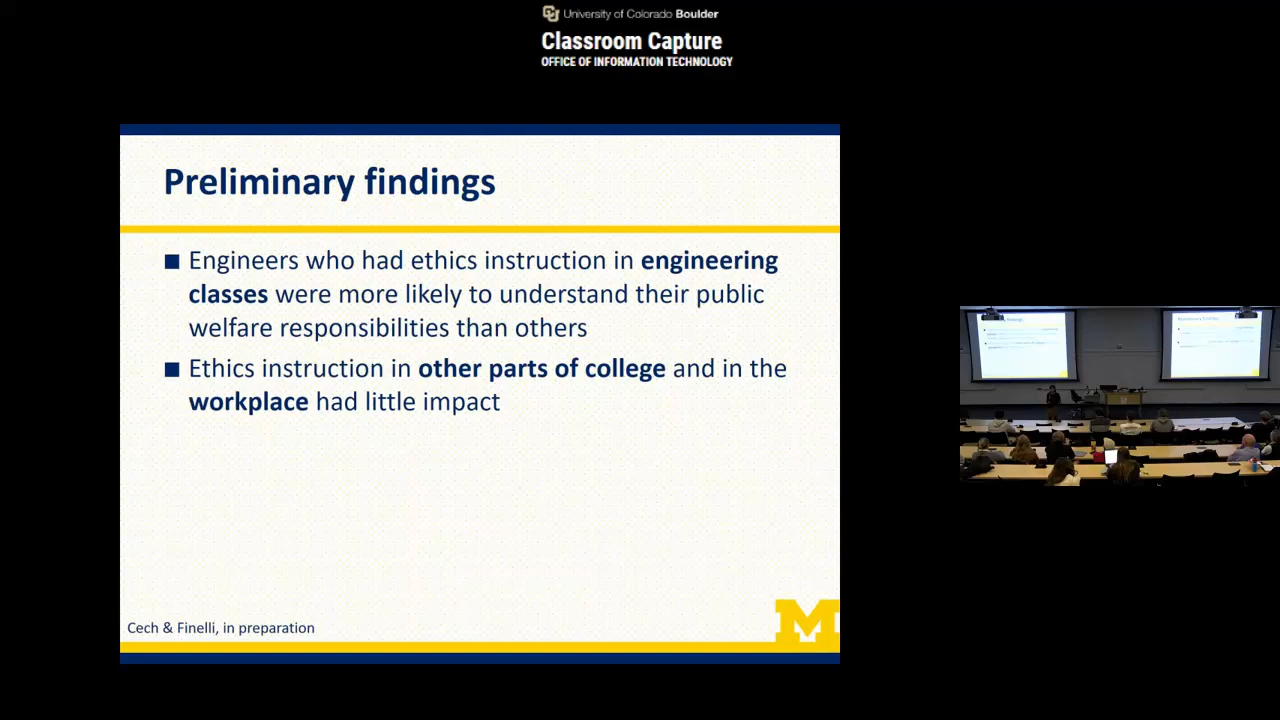 University of Colorado Boulder
Classroom Capture
OFFICE OF INFORMATION TECHNOLOGY
Preliminary findings
Engineers who had ethics instruction in engineering
classes were more likely to understand their public
welfare responsibilities than others
Ethics instruction in other parts of college and in the
workplace had little impact
Cech & Finelli, in preparation
M